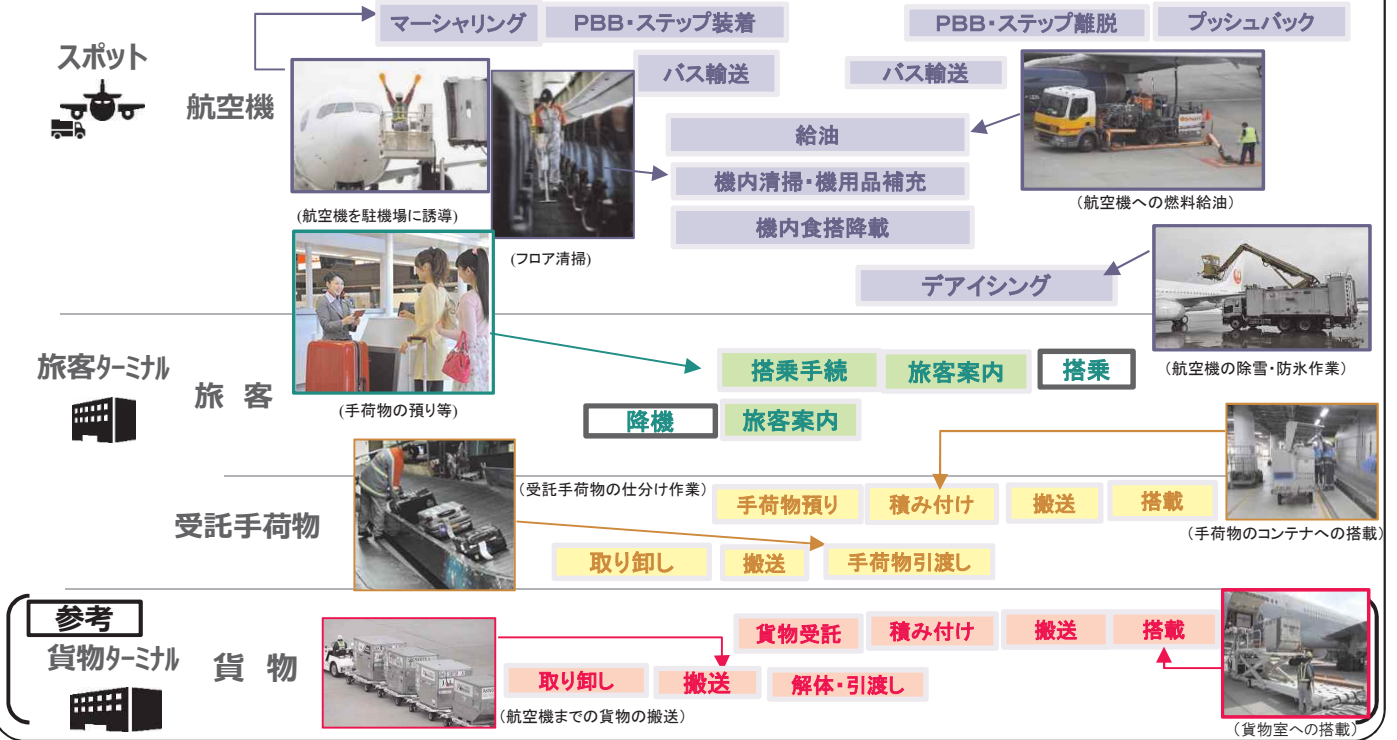 マーシャリング
PBB・ステップ装着
PBB・ステップ離脱
プッシュバック
スポット
航空機
バス輸送
バス輸送
給油
機内清掃・機用品補充
機内食搭降載
(航空機を駐機場に誘導)
(フロア清掃)
(航空機への燃料給油)
デアイシング
(航空機の除雪・防氷作業)
旅客ターミナル
旅 客
(手荷物の預り等)
搭乗手続
旅客案内
搭乗
降機
旅客案内
受託手荷物
(受託手荷物の仕分け作業)
手荷物預り
積み付け
搬送
搭載
(手荷物のコンテナへの搭載)
取り卸し
搬送
手荷物引渡し
参考
貨物ターミナル
貨 物
貨物受託
積み付け
搬送
搭載
取り卸し
搬送
解体・引渡し
(航空機までの貨物の搬送)
(貨物室への搭載)